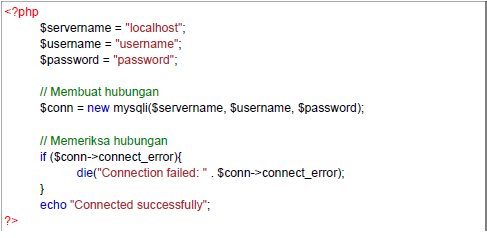 <?php
$servername = "localhost";
$username = "username";
$password = "password";
// Membuat hubungan
$conn = new mysqli($servername, $username, $password);
// Memeriksa hubungan
if ($conn->connect_error){
die("Connection failed: " . $conn->connect_error);
}
echo "Connected successfully";
?>